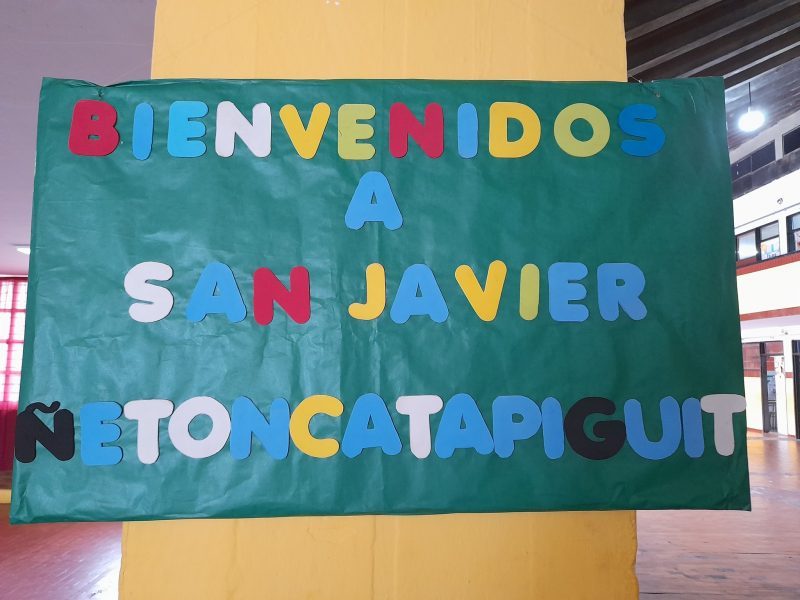 BIENVENIDOS
A
SAN JAVIER
ÑETONCATAPIGUIT